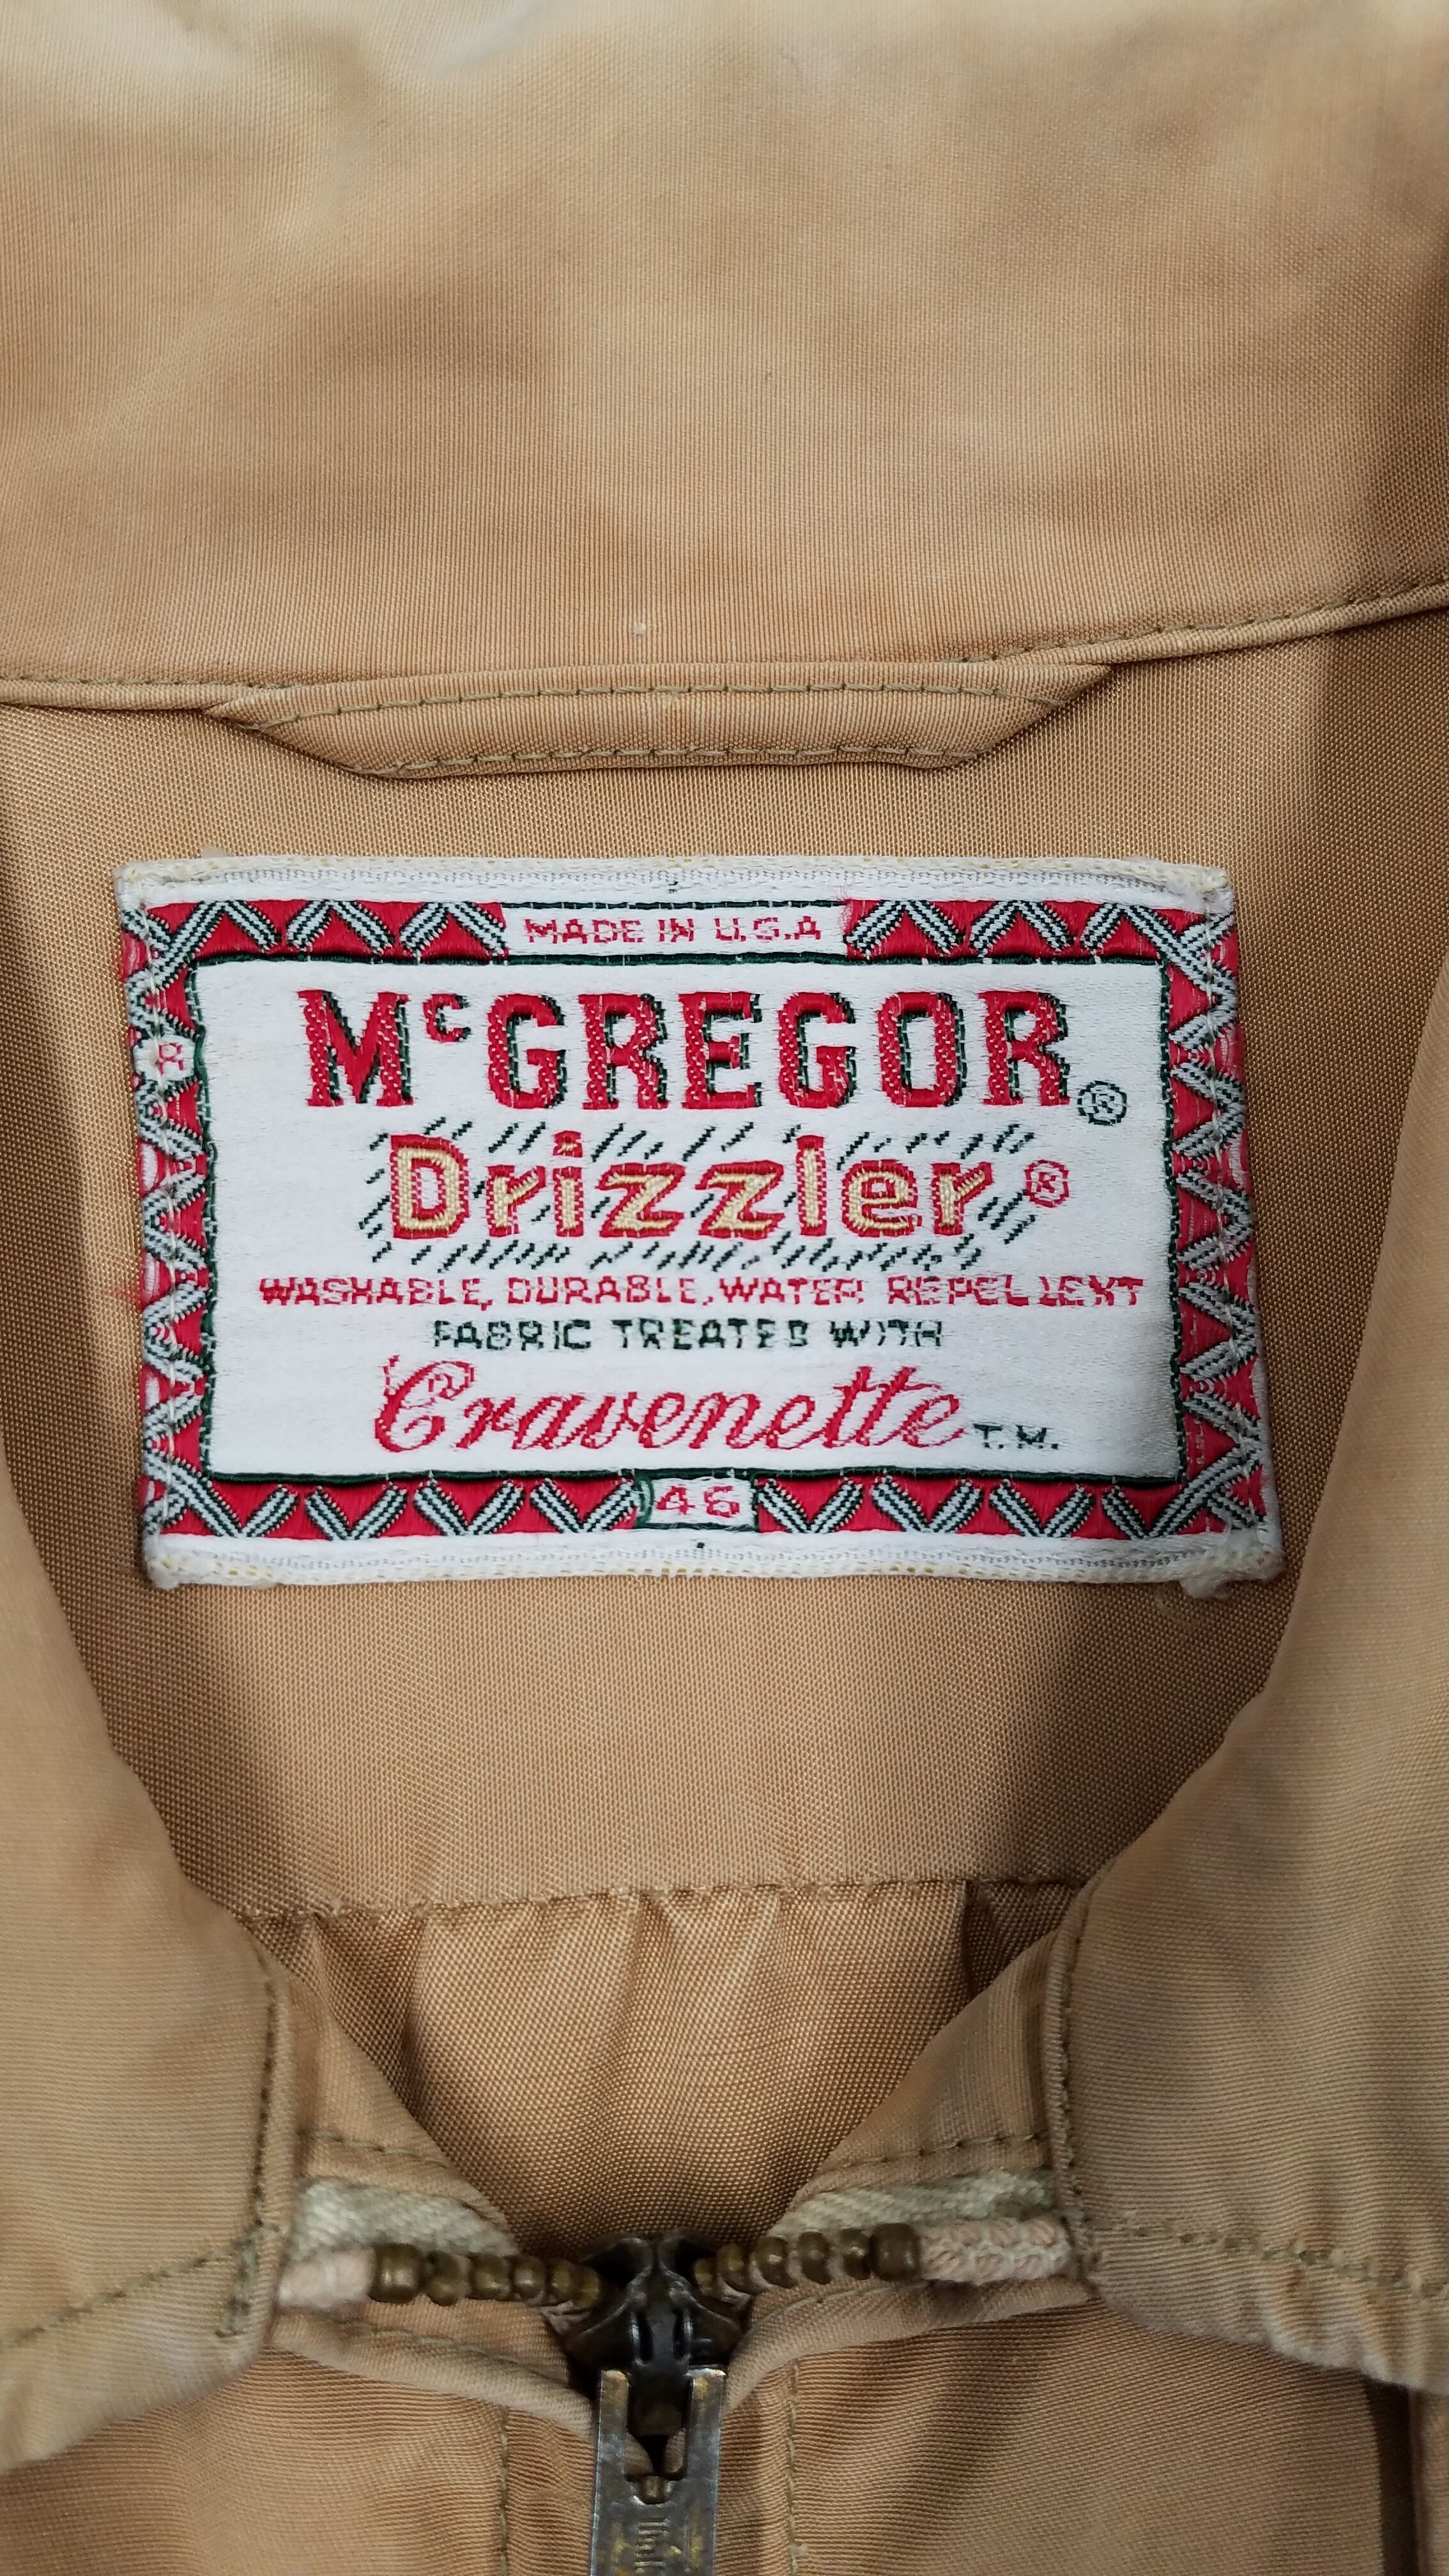 MADE IN U.S.A
McGREGOR®
R
Drizzler®
WASHABLE, DURABLE, WATER REPELLENT
FABRIC TREATED WITH
Cravenette T.M.
46